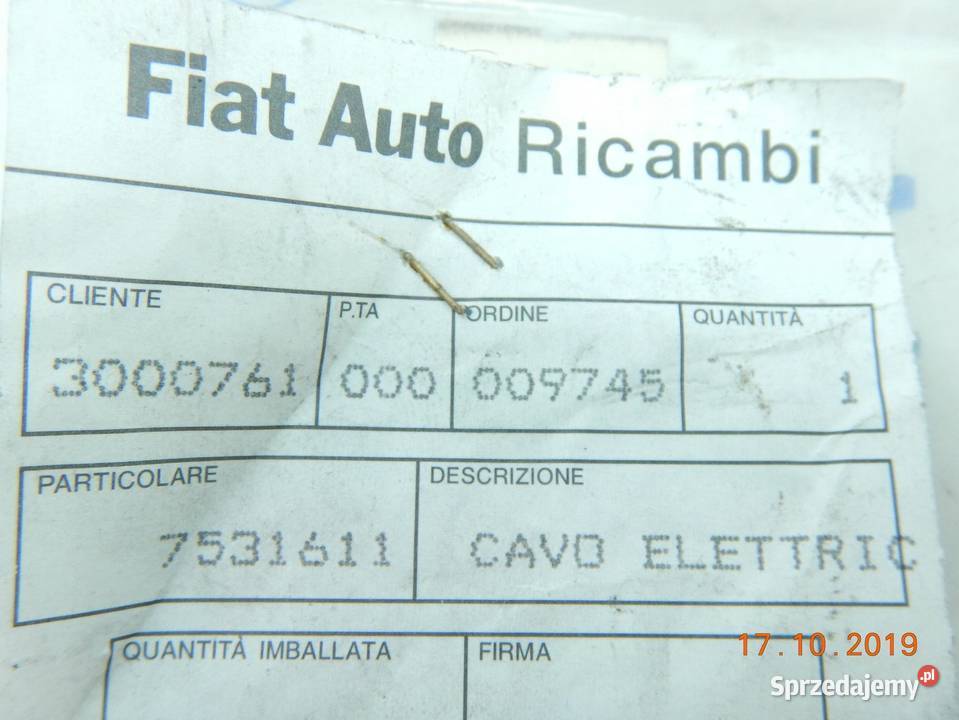 Fiat Auto Ricambi
CLIENTE P.TA ORDINE QUANTITÀ
3000761 000 009745 1
PARTICOLARE DESCRIZIONE
7531611 CAVO ELETTRIC
QUANTITÀ IMBALLATA FIRMA
17.10.2019
Sprzedajemy.pl